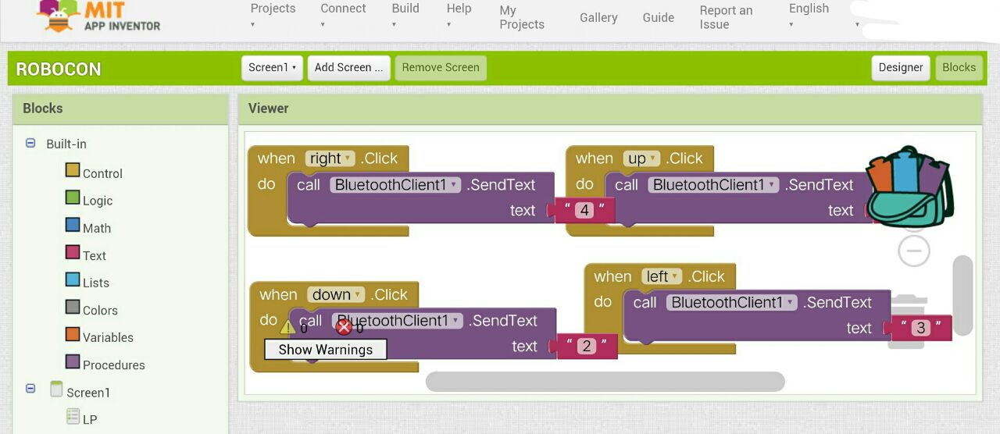 MIT
APP INVENTOR
Projects
Connect
Build
Help
My
Projects
Gallery
Guide
Report an
Issue
English
ROBOCON
Screen1
Add Screen ...
Remove Screen
Designer
Blocks
Blocks
Viewer
Built-in
Control
Logic
Math
Text
Lists
Colors
Variables
Procedures
Screen1
LP
when right .Click
do call BluetoothClient1 .SendText
text " 4 "
when up .Click
do call BluetoothClient1 .SendText
text
when down .Click
do call BluetoothClient1 .SendText
text " 2 "
0 0
Show Warnings
when left .Click
do call BluetoothClient1 .SendText
text " 3 "